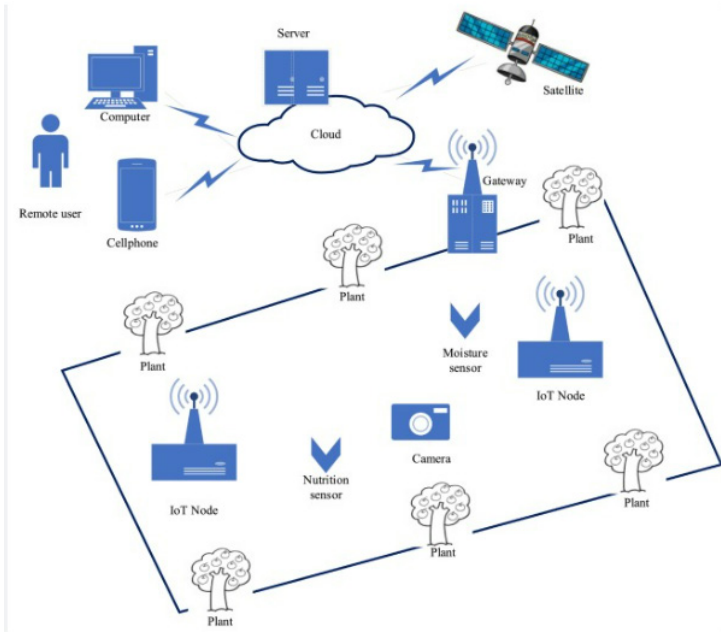 Server
Satellite
Computer
Cloud
Gateway
Remote user
Cellphone
Plant
Plant
Plant
Moisture
sensor
IoT Node
Camera
Nutrition
sensor
IoT Node
Plant
Plant
Plant